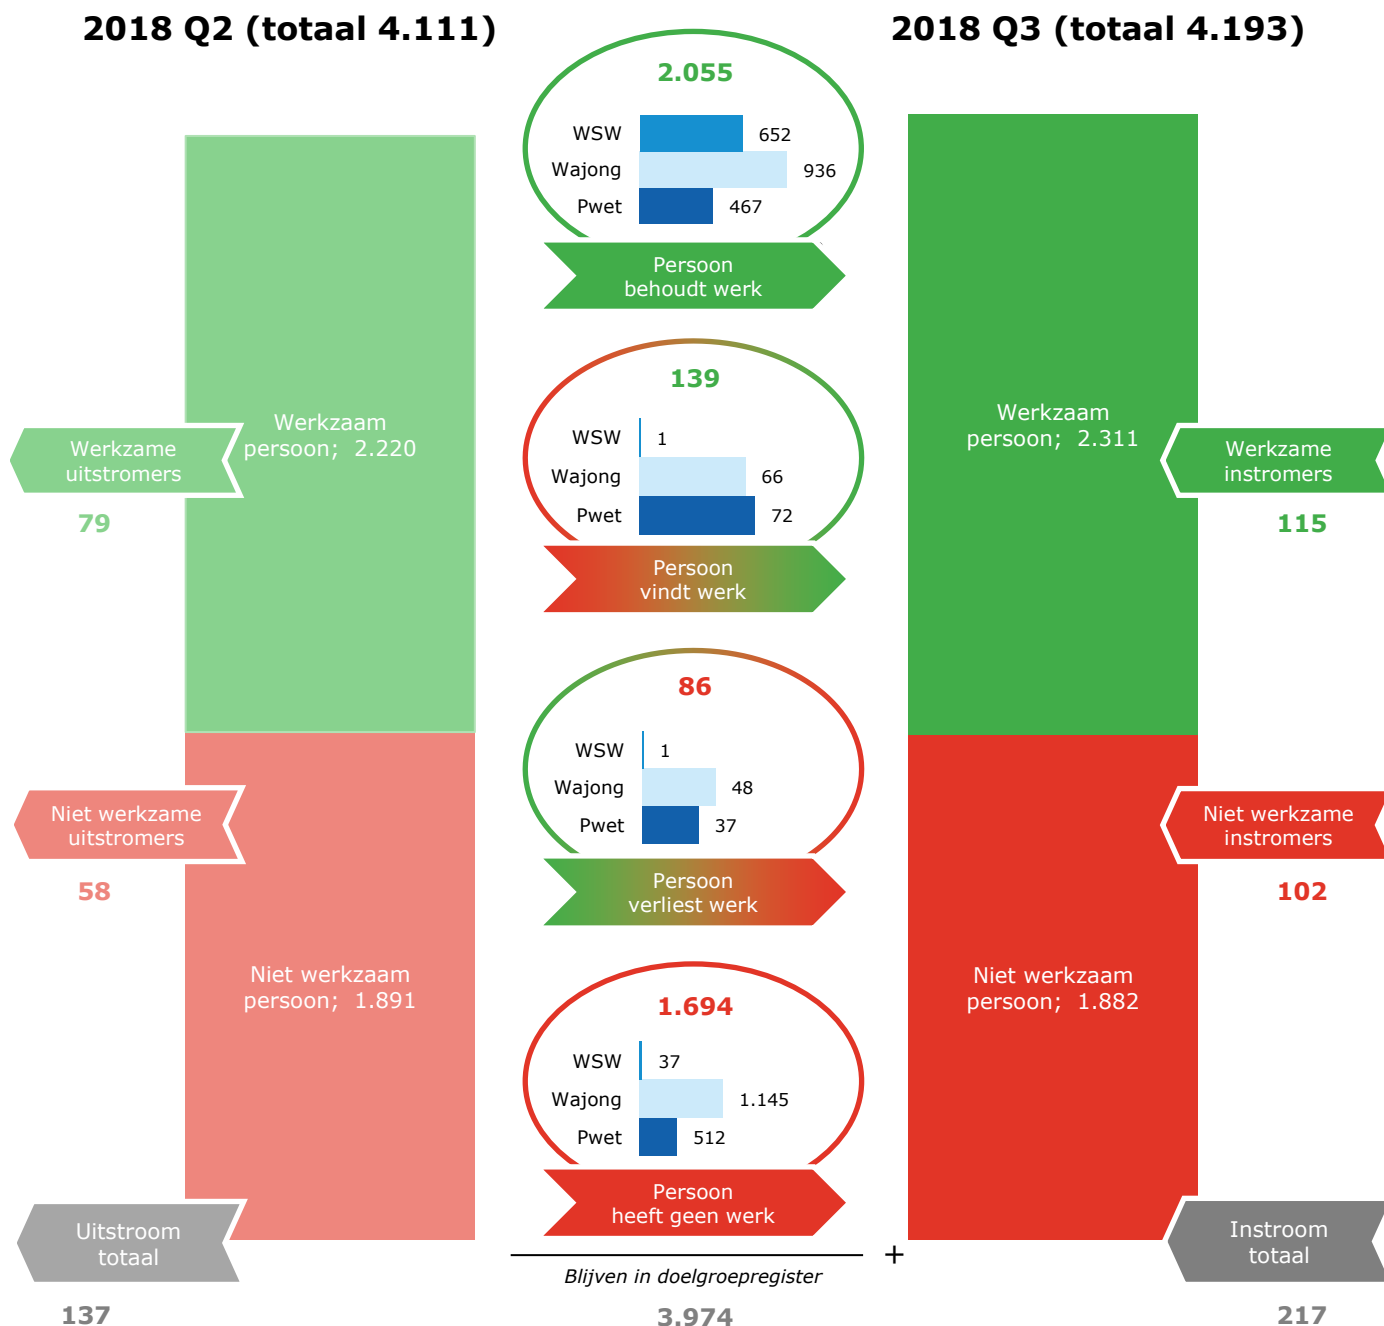 2018 Q2 (totaal 4.111)
2018 Q3 (totaal 4.193)
Werkzaam
persoon; 2.220
Werkzame
uitstromers
79
Niet werkzame
uitstromers
58
Niet werkzaam
persoon; 1.891
Uitstroom
totaal
137
2.055
WSW 652
Wajong 936
Pwet 467
Persoon
behoudt werk
139
WSW 1
Wajong 66
Pwet 72
Persoon
vindt werk
86
WSW 1
Wajong 48
Pwet 37
Persoon
verliest werk
1.694
WSW 37
Wajong 1.145
Pwet 512
Persoon
heeft geen werk
+
Blijven in doelgroepregister
3.974
Werkzaam
persoon; 2.311
Werkzame
instromers
115
Niet werkzame
instromers
102
Niet werkzaam
persoon; 1.882
Instroom
totaal
217